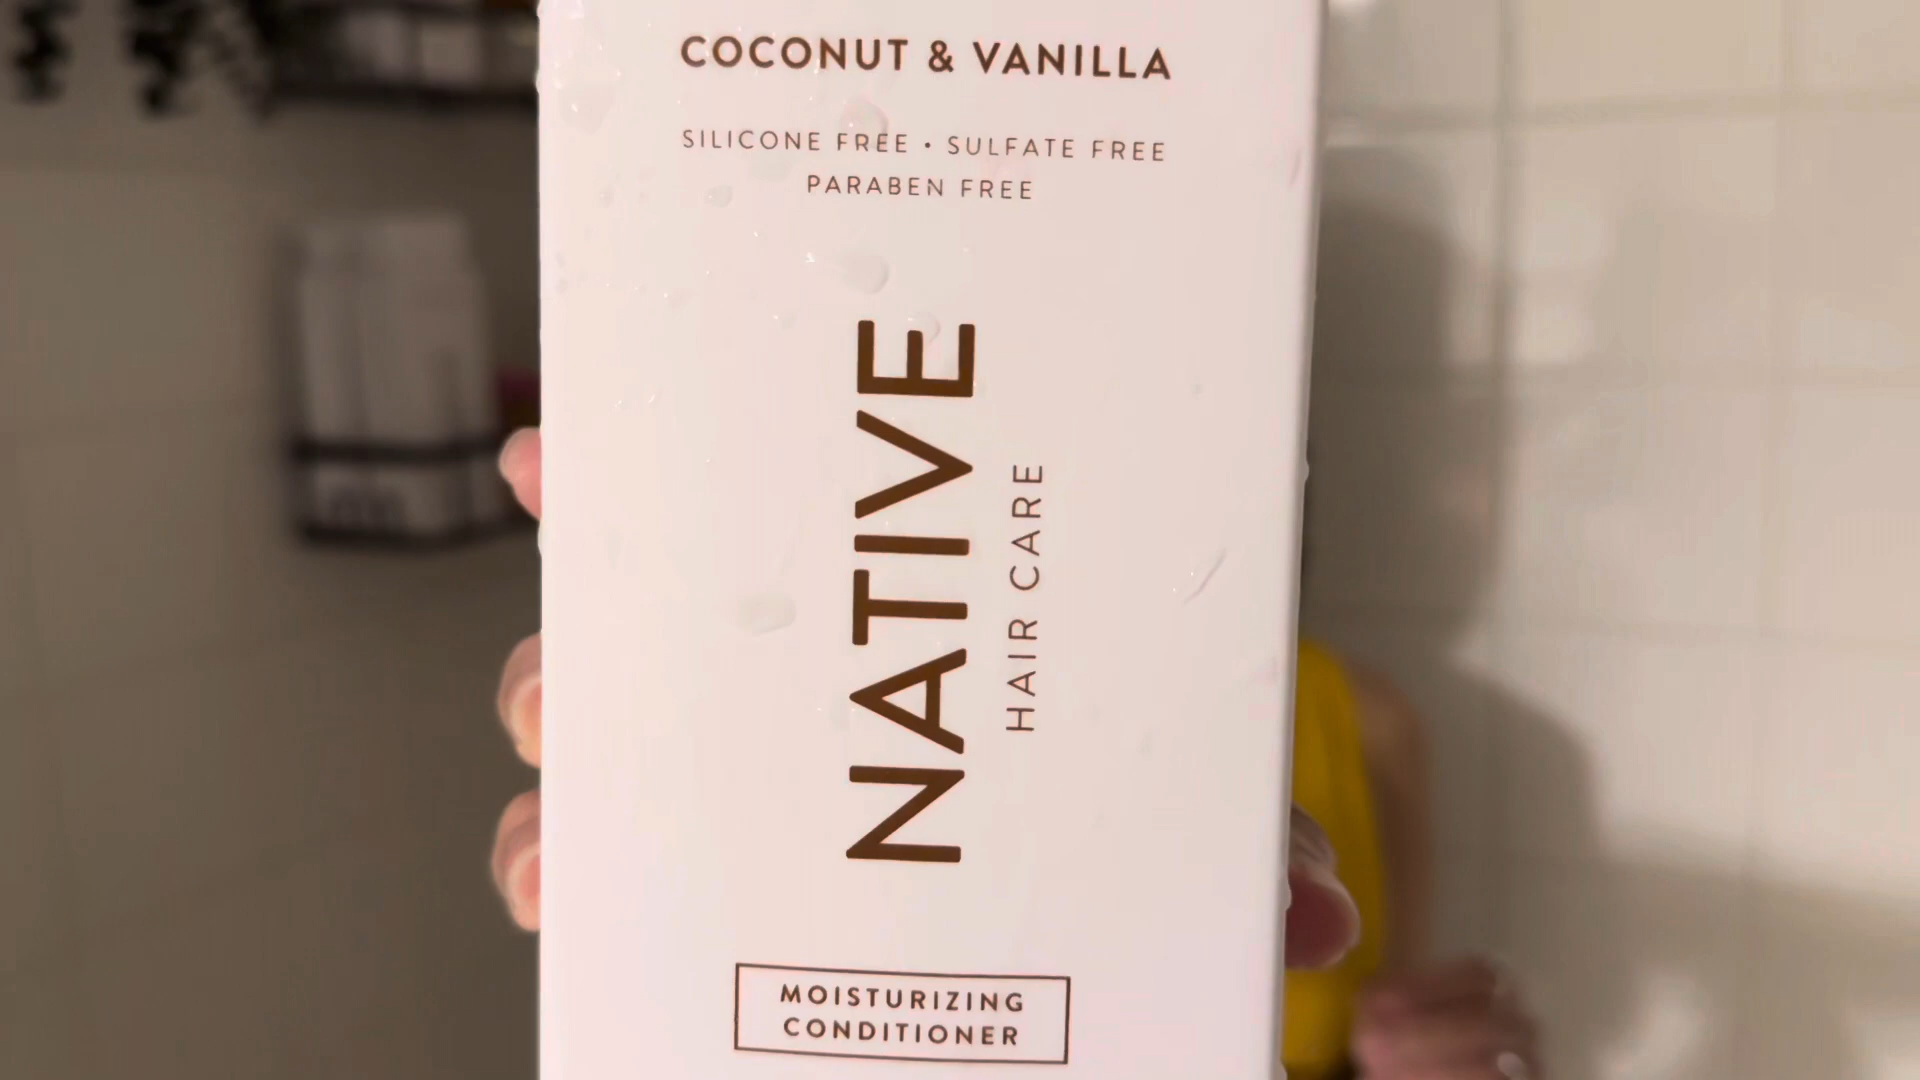 COCONUT & VANILLA
SILICONE FREE • SULFATE FREE
PARABEN FREE
NATIVE
HAIR CARE
MOISTURIZING
CONDITIONER